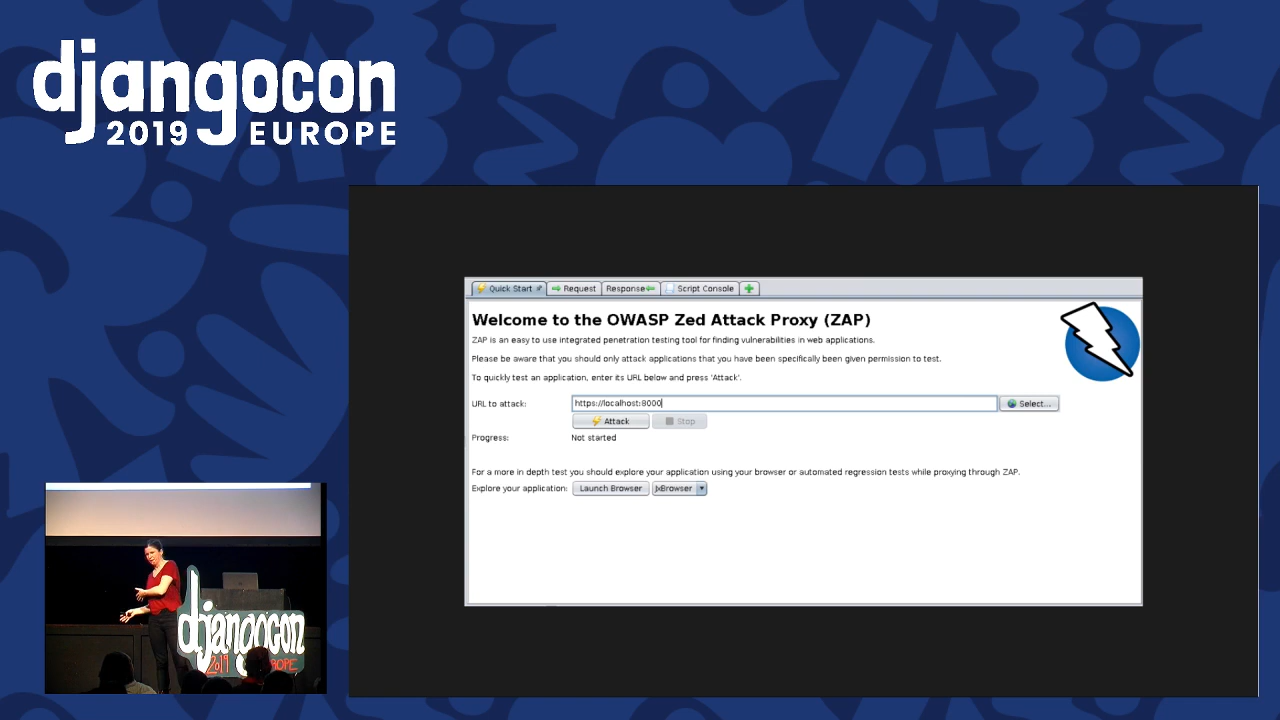 djangocon
2019 EUROPE
Quick Start
Request
Response
Script Console
Welcome to the OWASP Zed Attack Proxy (ZAP)
ZAP is an easy to use integrated penetration testing tool for finding vulnerabilities in web applications.
Please be aware that you should only attack applications that you have been specifically been given permission to test.
To quickly test an application, enter its URL below and press 'Attack'.
URL to attack: https://localhost:8000 Select...
Attack Stop
Progress: Not started
For a more in depth test you should explore your application using your browser or automated regression tests while proxying through ZAP.
Explore your application: Launch Browser JxBrowser
djangocon
2019